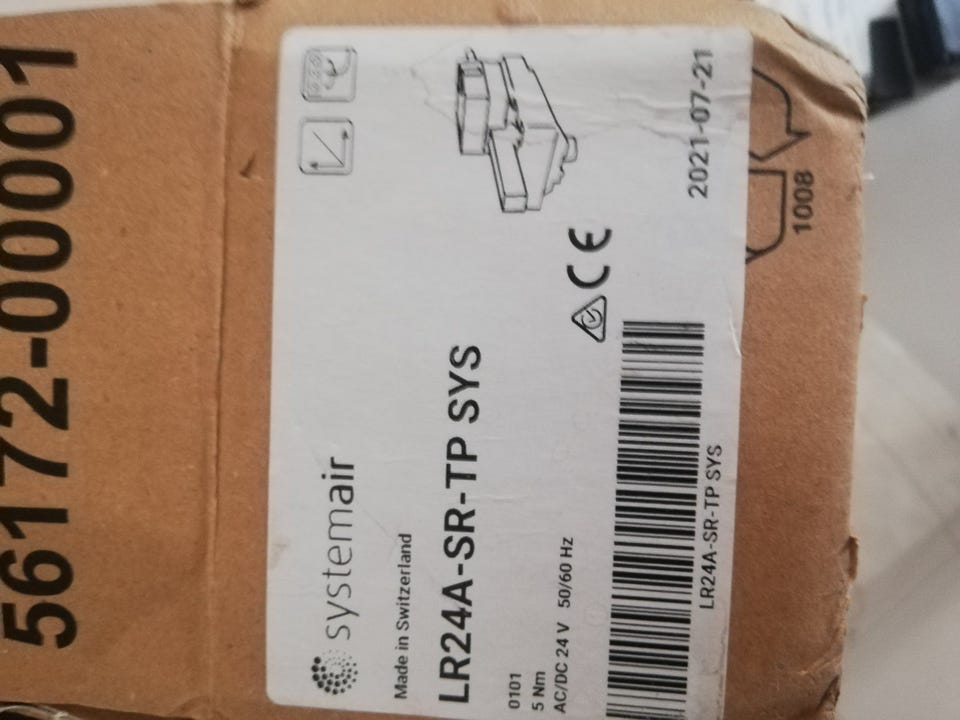 56172-00001
systemair
Made in Switzerland
LR24A-SR-TP SYS
0101
5 Nm
AC/DC 24 V 50/60 Hz
CE
LR24A-SR-TP SYS
2021-07-21
1008